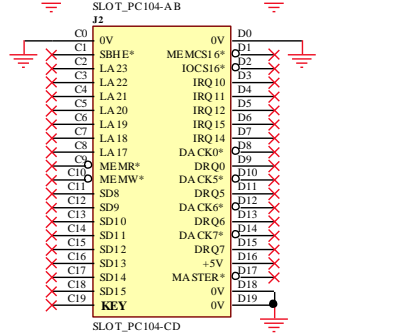 SLOT_PC104-AB
J2
C0 0V 0V D0
C1 SBHE* MEMCS16* D1
C2 LA23 IOCS16* D2
C3 LA22 IRQ10 D3
C4 LA21 IRQ11 D4
C5 LA20 IRQ12 D5
C6 LA19 IRQ15 D6
C7 LA18 IRQ14 D7
C8 LA17 DACK0* D8
C9 MEMR* DRQ0 D9
C10 MEMW* DACK5* D10
C11 SD8 DRQ5 D11
C12 SD9 DACK6* D12
C13 SD10 DRQ6 D13
C14 SD11 DACK7* D14
C15 SD12 DRQ7 D15
C16 SD13 +5V D16
C17 SD14 MASTER* D17
C18 SD15 0V D18
C19 KEY 0V D19
SLOT_PC104-CD